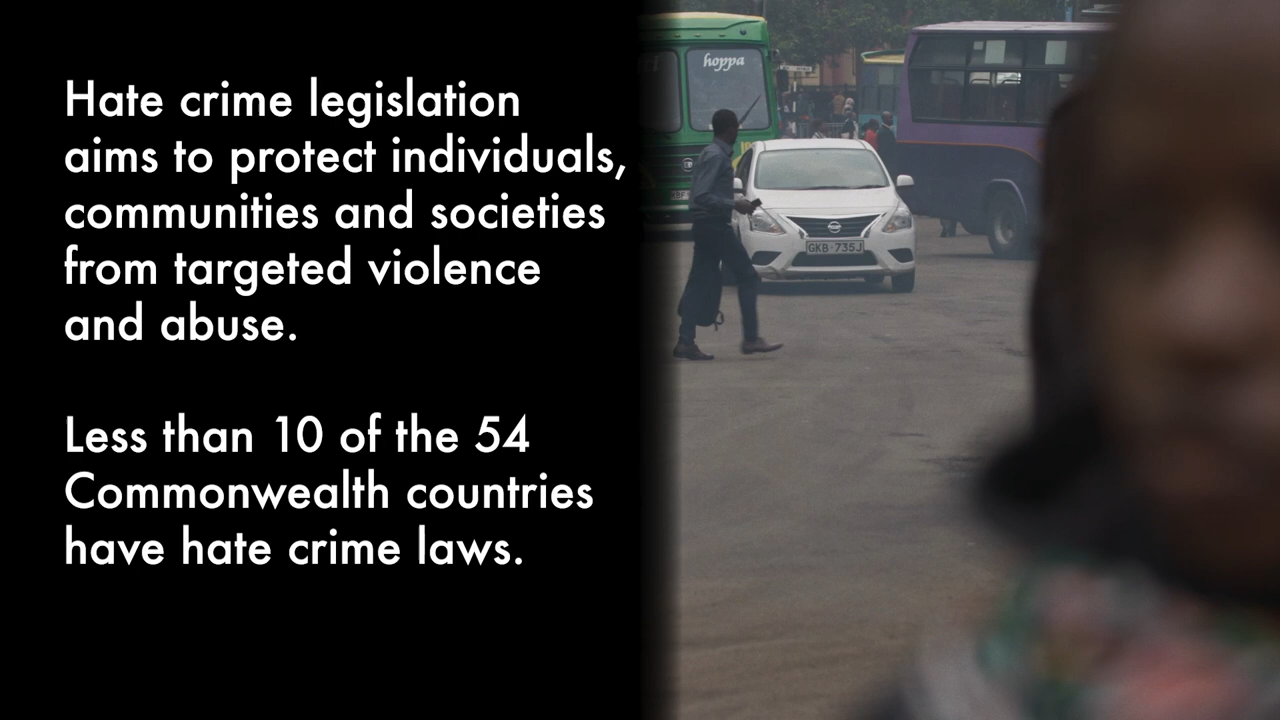 Hate crime legislation
aims to protect individuals,
communities and societies
from targeted violence
and abuse.
Less than 10 of the 54
Commonwealth countries
have hate crime laws.
hoppa
GKB 735J